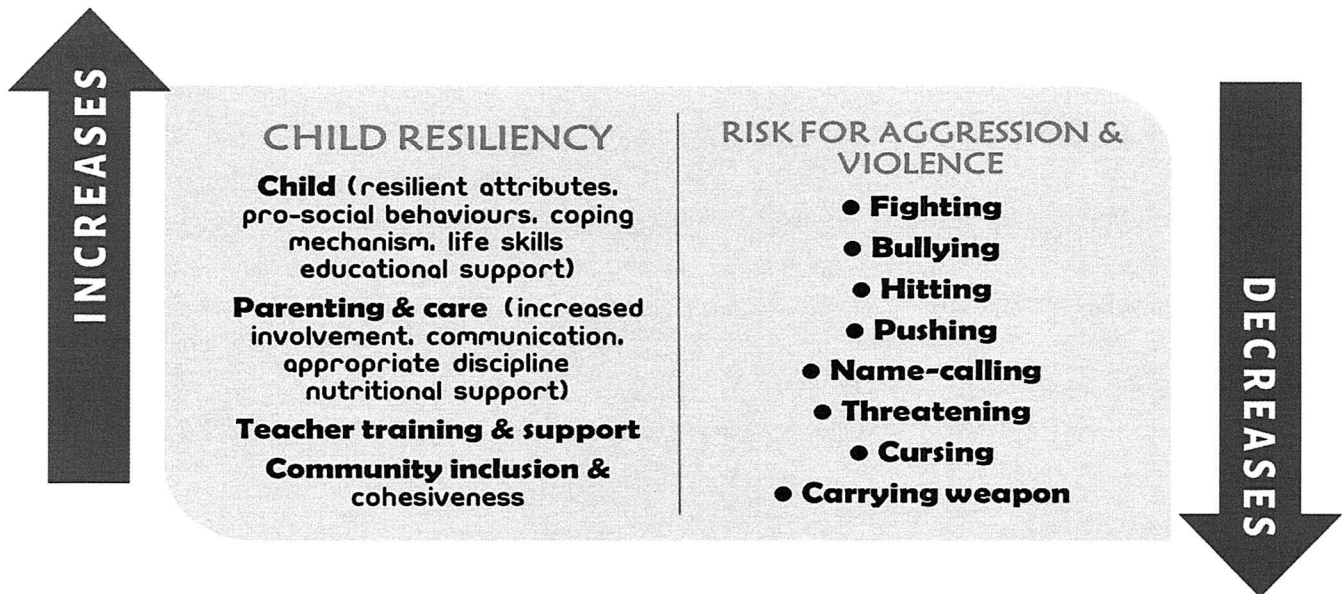 INCREASES
CHILD RESILIENCY
Child (resilient attributes,
pro-social behaviours, coping
mechanism, life skills
educational support)
Parenting & care (increased
involvement, communication,
appropriate discipline
nutritional support)
Teacher training & support
Community inclusion &
cohesiveness
RISK FOR AGGRESSION &
VIOLENCE
● Fighting
● Bullying
● Hitting
● Pushing
● Name-calling
● Threatening
● Cursing
● Carrying weapon
DECREASES